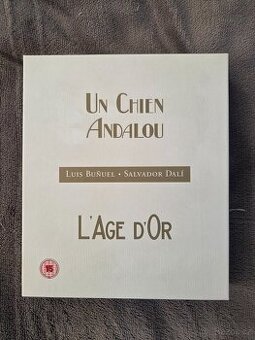 UN CHIEN
ANDALOU
LUIS BUÑUEL • SALVADOR DALÍ
L'AGE D'OR
15